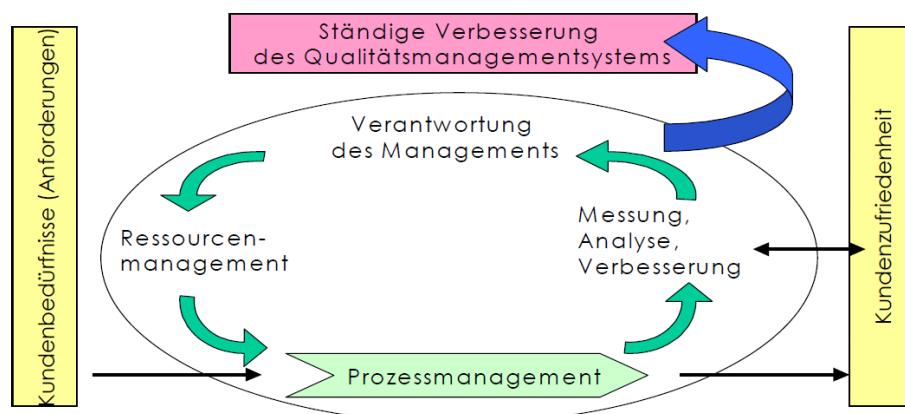 Ständige Verbesserung
des Qualitätsmanagementsystems
Kundenbedürfnisse (Anforderungen)
Verantwortung
des Managements
Ressourcen-
management
Messung,
Analyse,
Verbesserung
Prozessmanagement
Kundenzufriedenheit